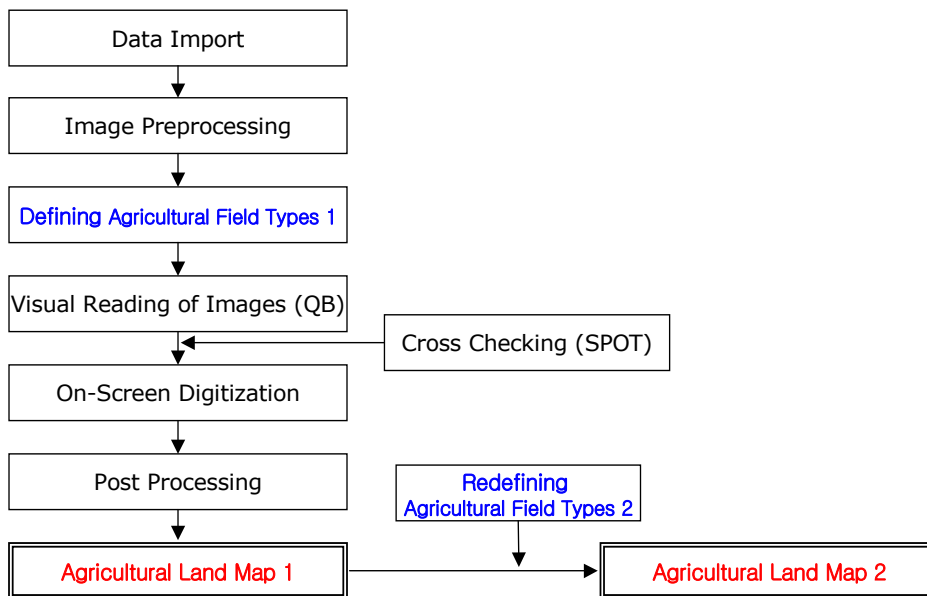 Data Import
Image Preprocessing
Defining Agricultural Field Types 1
Visual Reading of Images (QB)
Cross Checking (SPOT)
On-Screen Digitization
Post Processing
Redefining
Agricultural Field Types 2
Agricultural Land Map 1
Agricultural Land Map 2